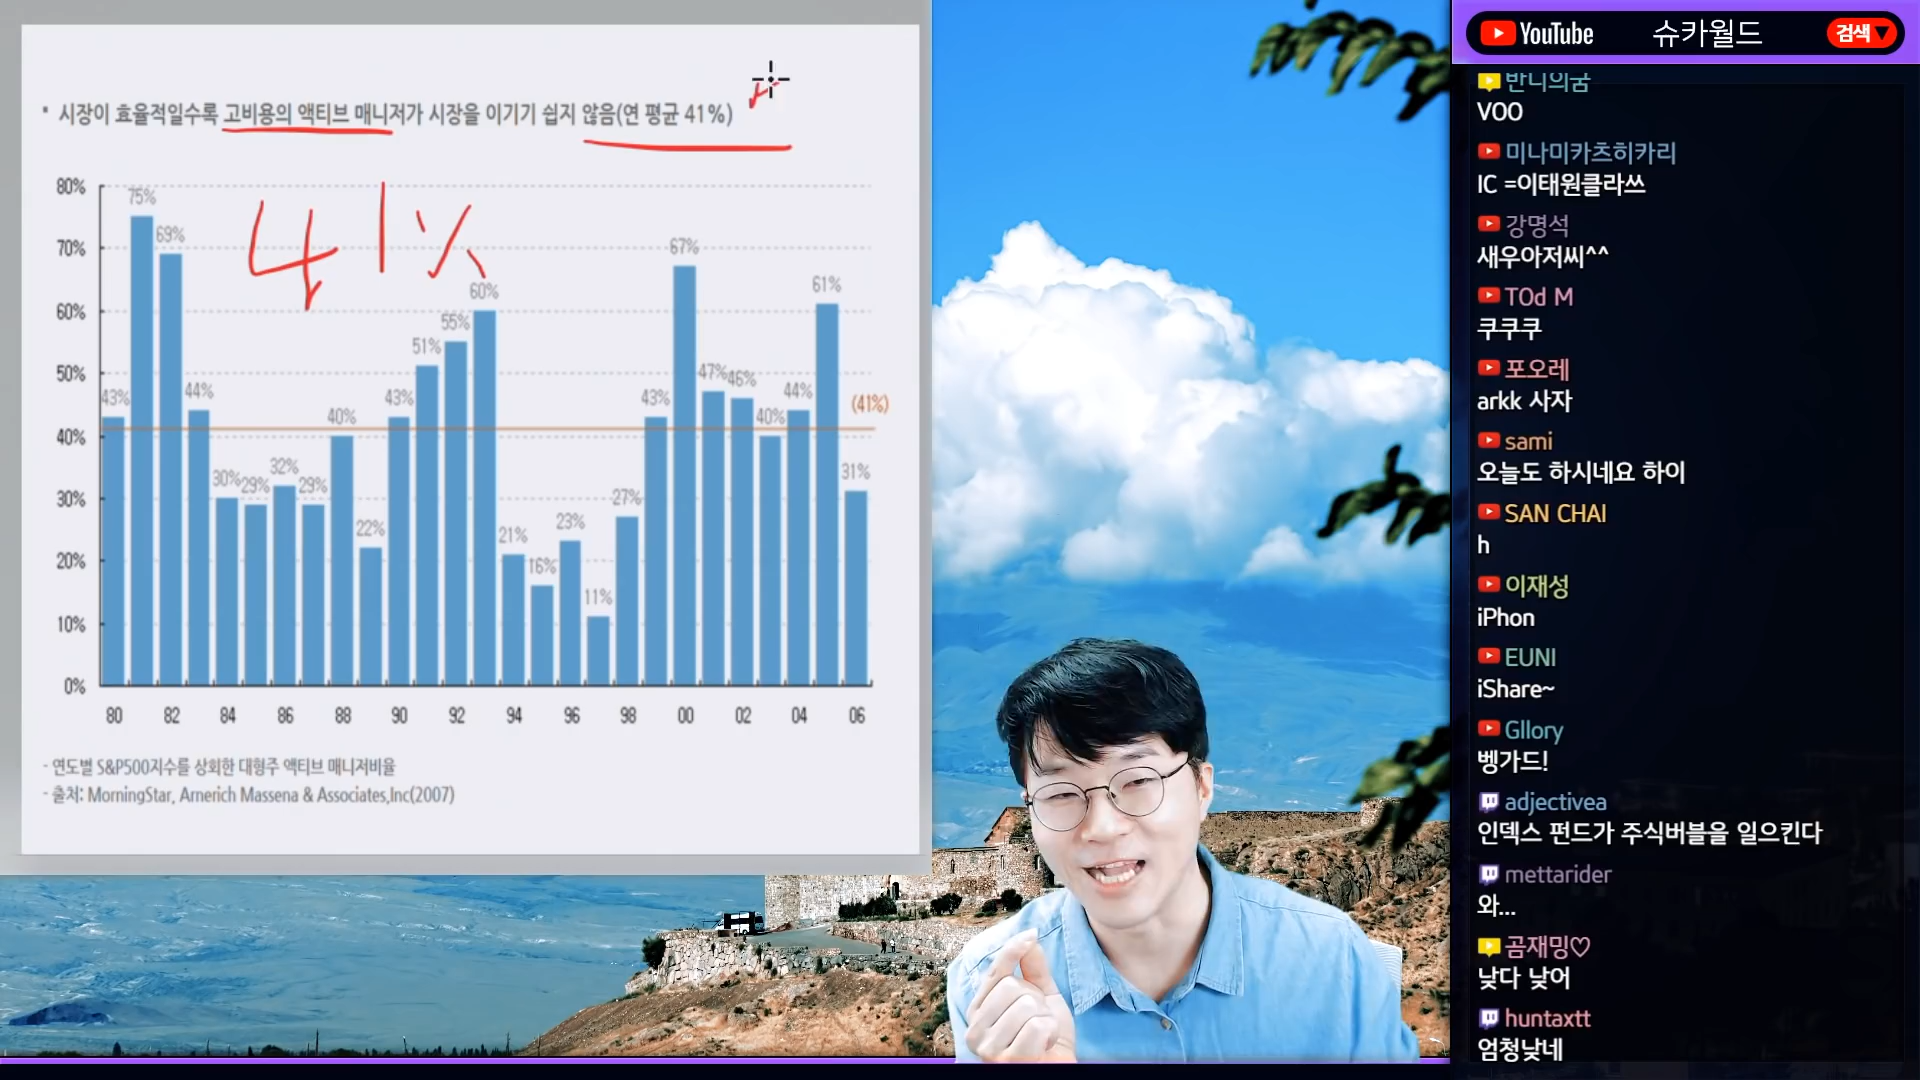 · 시장이 효율적일수록 고비용의 액티브 매니저가 시장을 이기기 쉽지 않음(연 평균 41%)
41%
80%
70%
60%
50%
40%
30%
20%
10%
0%
43%
75%
69%
44%
30%
29%
32%
29%
40%
22%
43%
51%
55%
60%
21%
16%
23%
11%
27%
43%
67%
47%
46%
40%
44%
61%
31%
(41%)
80 82 84 86 88 90 92 94 96 98 00 02 04 06
- 연도별 S&P500지수를 상회한 대형주 액티브 매니저비율
- 출처: MorningStar, Arnerich Massena & Associates,Inc(2007)
YouTube 슈카월드 검색▼
반디의꿈
VOO
미나미카츠히카리
IC =이태원클라쓰
강명석
새우아저씨^^
TOd M
쿠쿠쿠
포오레
arkk 사자
sami
오늘도 하시네요 하이
SAN CHAI
h
이재성
iPhon
EUNI
iShare~
Gllory
벵가드!
adjectivea
인덱스 펀드가 주식버블을 일으킨다
mettarider
와...
곰재밍♡
낮다 낮어
huntaxtt
엄청낮네